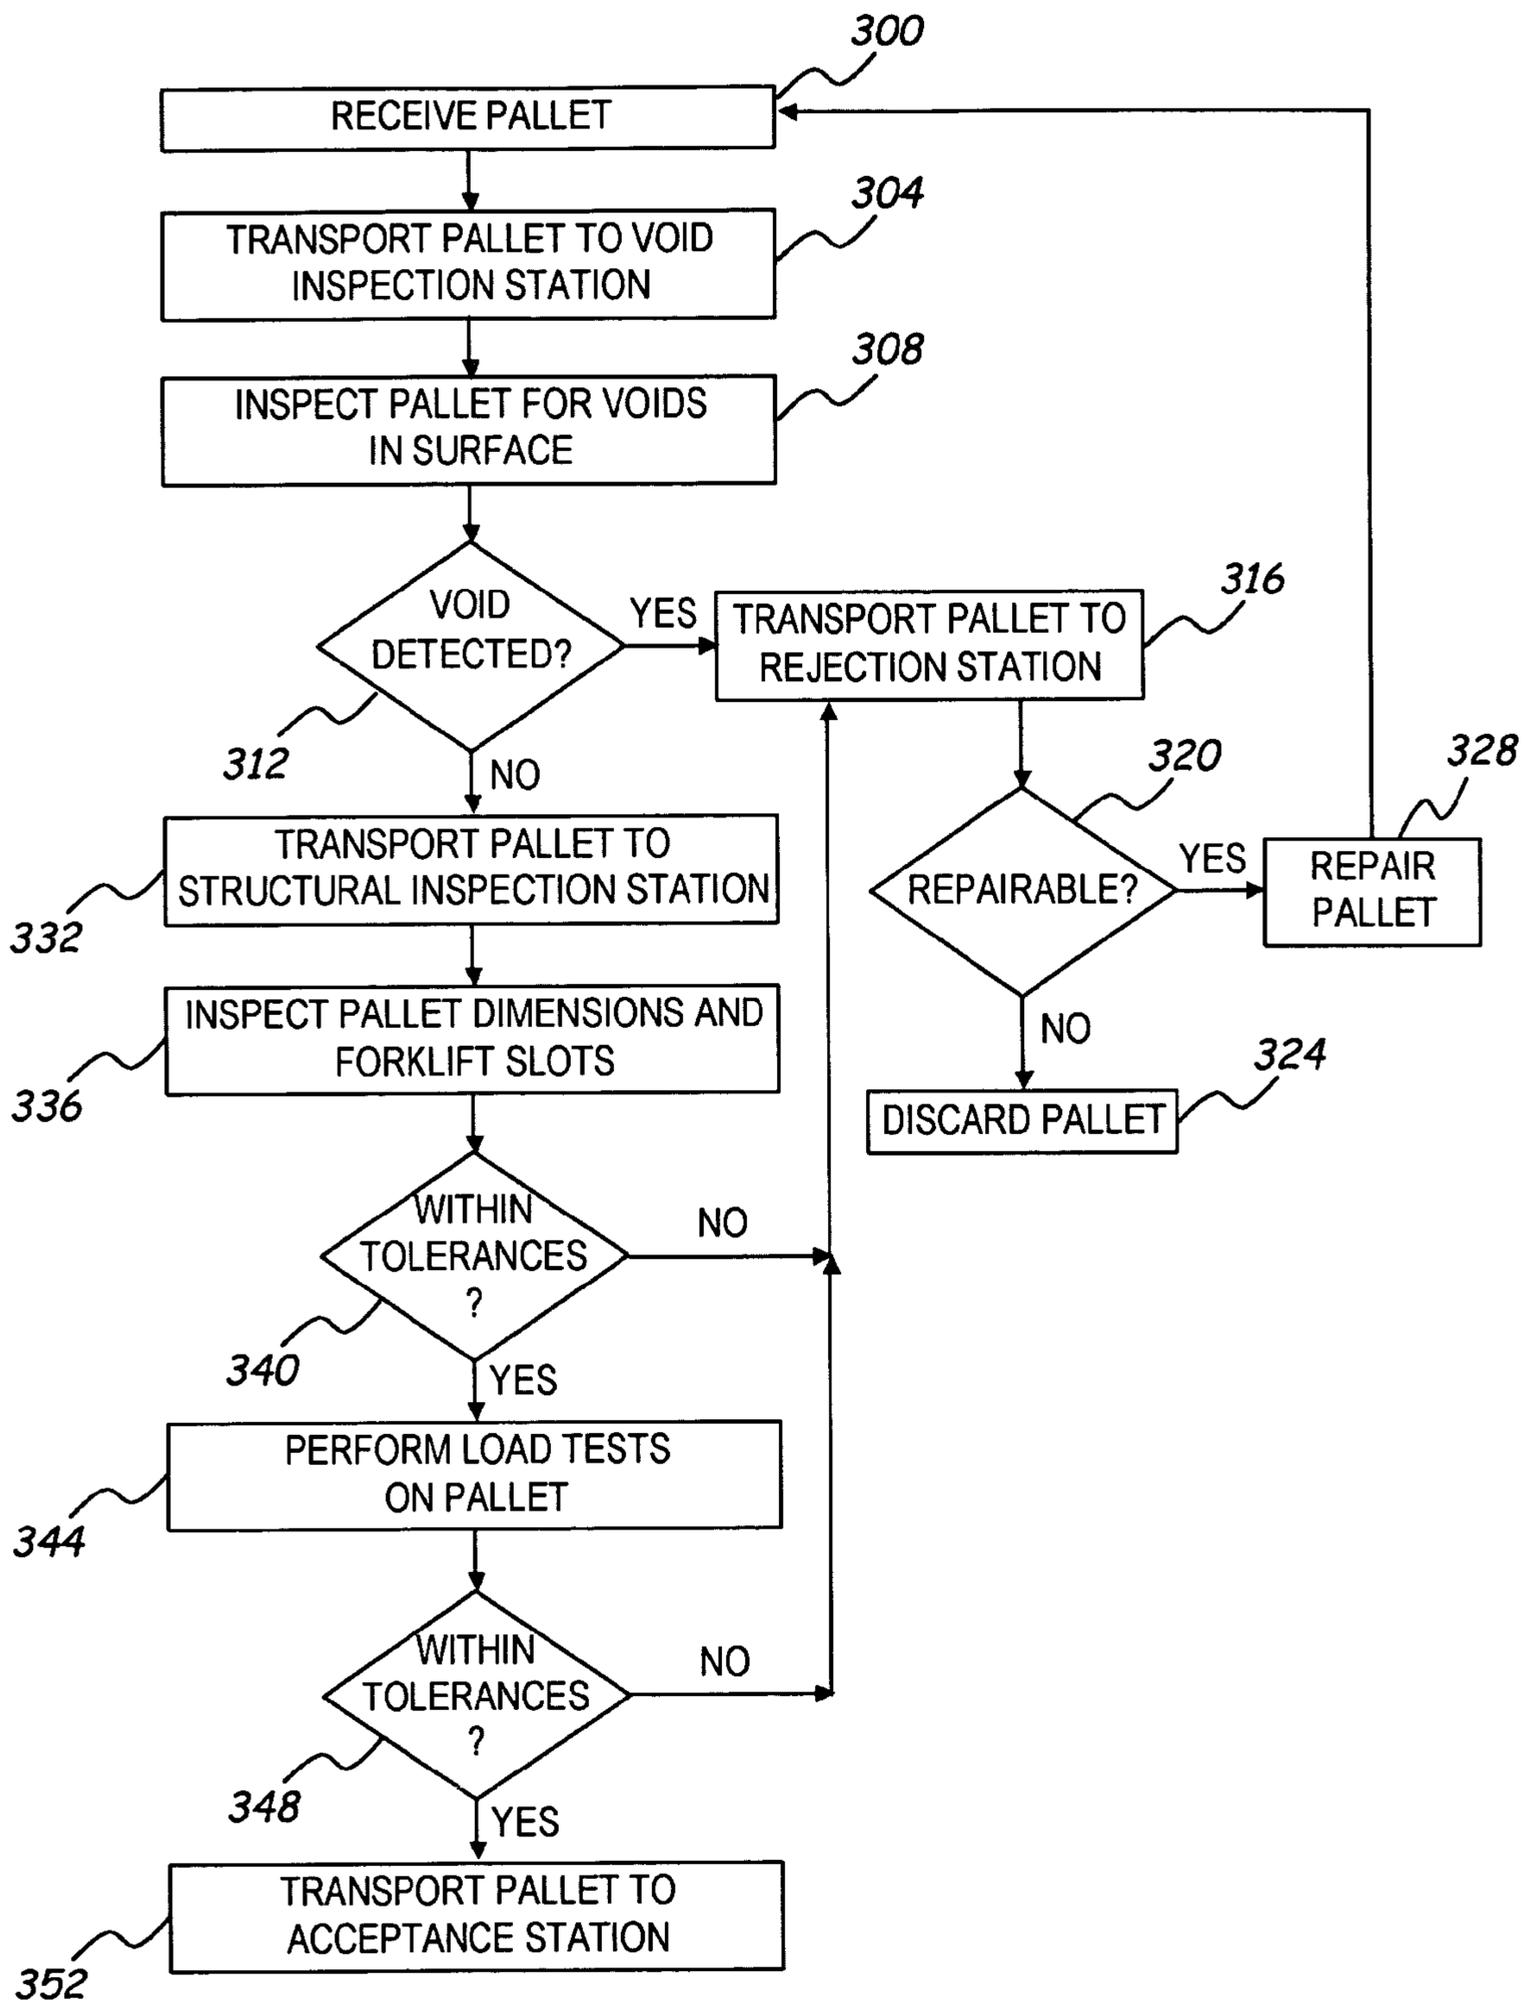 300
RECEIVE PALLET
304
TRANSPORT PALLET TO VOID
INSPECTION STATION
308
INSPECT PALLET FOR VOIDS
IN SURFACE
VOID
DETECTED?
312
YES
NO
TRANSPORT PALLET TO
REJECTION STATION
316
320
REPAIRABLE?
YES
NO
328
REPAIR
PALLET
324
DISCARD PALLET
TRANSPORT PALLET TO
STRUCTURAL INSPECTION STATION
332
INSPECT PALLET DIMENSIONS AND
FORKLIFT SLOTS
336
WITHIN
TOLERANCES
?
340
NO
YES
PERFORM LOAD TESTS
ON PALLET
344
WITHIN
TOLERANCES
?
348
NO
YES
TRANSPORT PALLET TO
ACCEPTANCE STATION
352